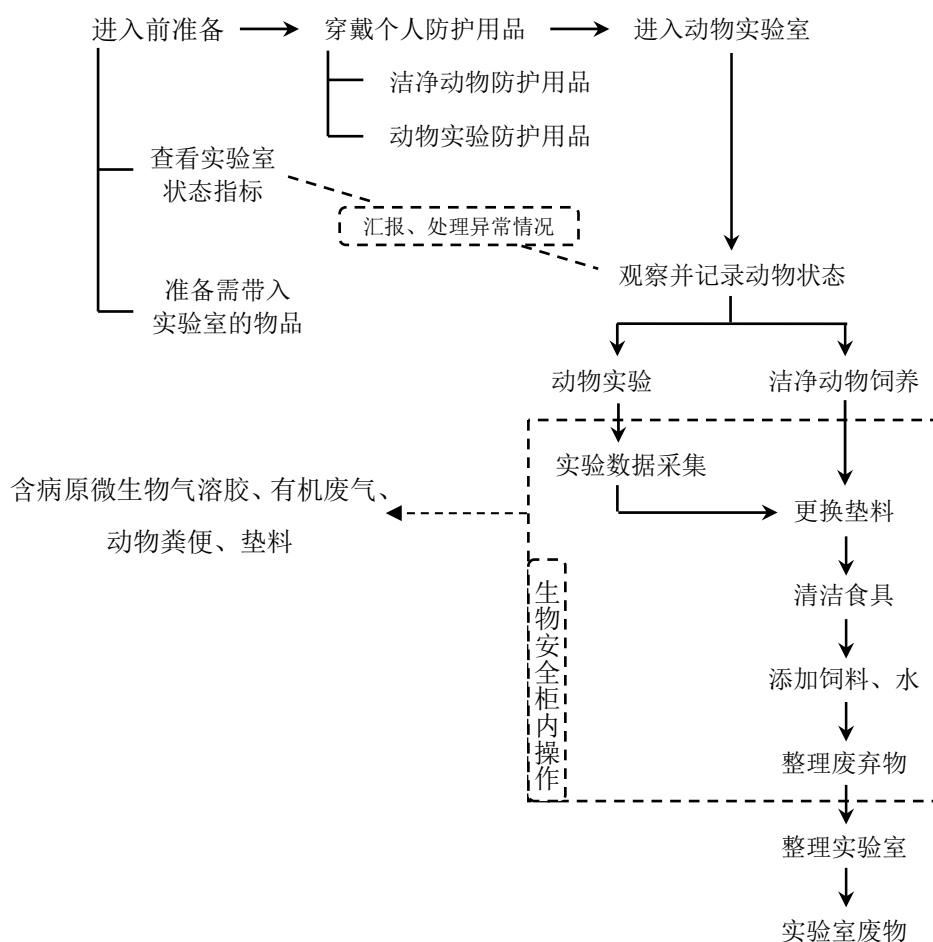 进入前准备
穿戴个人防护用品
进入动物实验室
洁净动物防护用品
动物实验防护用品
查看实验室
状态指标
汇报、处理异常情况
观察并记录动物状态
准备需带入
实验室的物品
动物实验
洁净动物饲养
实验数据采集
含病原微生物气溶胶、有机废气、
动物粪便、垫料
更换垫料
生物安全柜内操作
清洁食具
添加饲料、水
整理废弃物
整理实验室
实验室废物